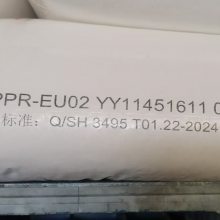 PPR-EU02 YY11451611 0
标准：Q/SH 3495 T01.22-2024